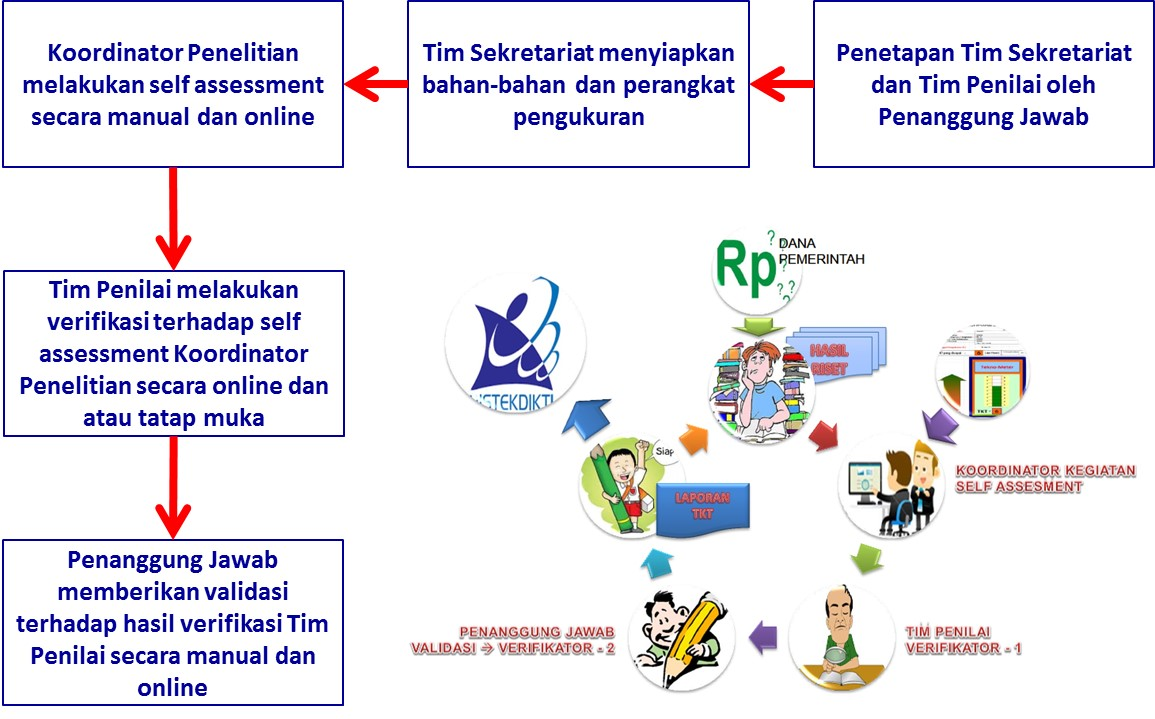 Koordinator Penelitian
melakukan self assessment
secara manual dan online
Tim Sekretariat menyiapkan
bahan-bahan dan perangkat
pengukuran
Penetapan Tim Sekretariat
dan Tim Penilai oleh
Penanggung Jawab
Tim Penilai melakukan
verifikasi terhadap self
assessment Koordinator
Penelitian secara online dan
atau tatap muka
Penanggung Jawab
memberikan validasi
terhadap hasil verifikasi Tim
Penilai secara manual dan
online
Rp
? ? ? ? ?
DANA
PEMERINTAH
HASIL
RISET
TKT -
Siap
LAPORAN
TKT
KOORDINATOR KEGIATAN
SELF ASSESMENT
PENANGGUNG JAWAB
VALIDASI → VERIFIKATOR - 2
TIM PENILAI
VERIFIKATOR - 1